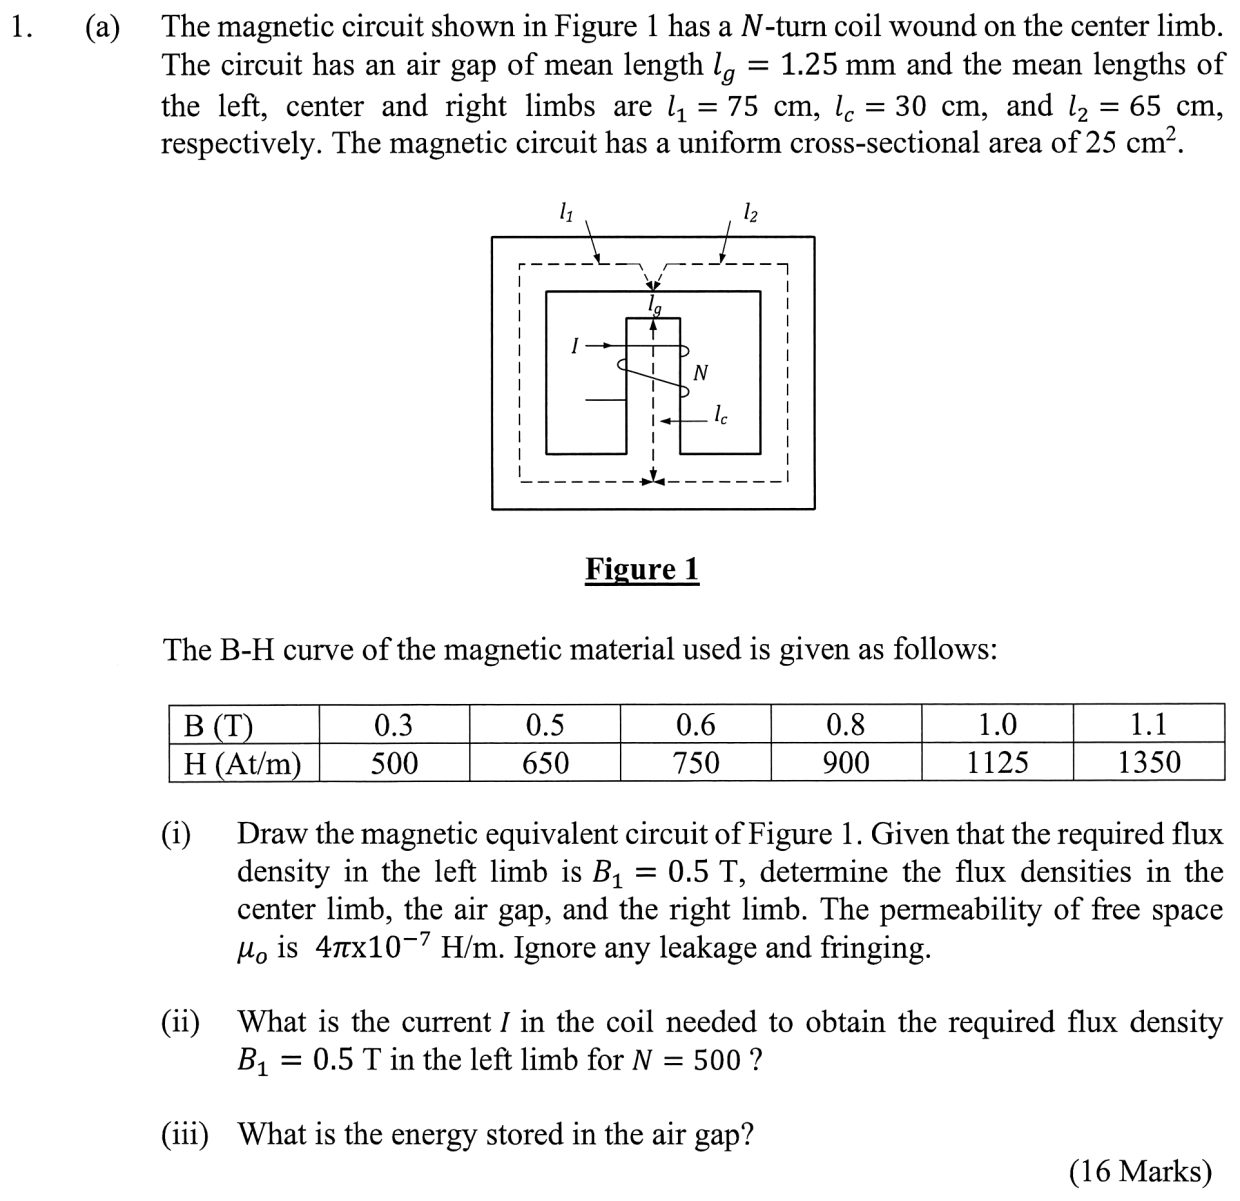 1. (a) The magnetic circuit shown in Figure 1 has a N-turn coil wound on the center limb.
The circuit has an air gap of mean length l_g = 1.25 mm and the mean lengths of
the left, center and right limbs are l₁ = 75 cm, l_c = 30 cm, and l₂ = 65 cm,
respectively. The magnetic circuit has a uniform cross-sectional area of 25 cm².
l₁ l₂
l_g
I
N
l_c
Figure 1
The B-H curve of the magnetic material used is given as follows:
B (T) 0.3 0.5 0.6 0.8 1.0 1.1
H (At/m) 500 650 750 900 1125 1350
(i) Draw the magnetic equivalent circuit of Figure 1. Given that the required flux
density in the left limb is B₁ = 0.5 T, determine the flux densities in the
center limb, the air gap, and the right limb. The permeability of free space
μ_o is 4πx10⁻⁷ H/m. Ignore any leakage and fringing.
(ii) What is the current I in the coil needed to obtain the required flux density
B₁ = 0.5 T in the left limb for N = 500 ?
(iii) What is the energy stored in the air gap?
(16 Marks)